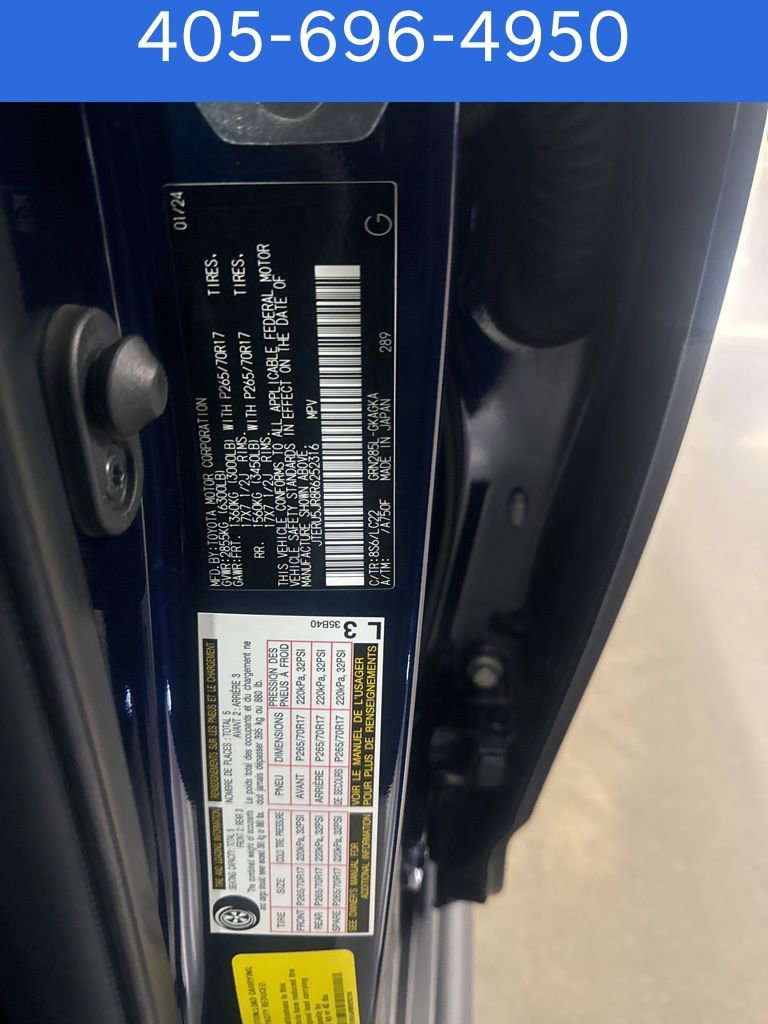 405-696-4950
01/24
MFD.BY:TOYOTA MOTOR CORPORATION
GVWR:2855KG (6300LB)
GAWR:FRT. 1360KG (3000LB) WITH P265/70R17 TIRES.
17X7 1/2J RIMS.
RR. 1560KG (3450LB) WITH P265/70R17 TIRES.
17X7 1/2J RIMS.
THIS VEHICLE CONFORMS TO ALL APPLICABLE FEDERAL MOTOR
VEHICLE SAFETY STANDARDS IN EFFECT ON THE DATE OF
MANUFACTURE SHOWN ABOVE.
JTERU5JR8R6252316 MPV
289
C/TR:8S6/LC22 GRN285L-GKAGKA
A/TM: /A750F MADE IN JAPAN
G
TIRE AND LOADING INFORMATION
SEATING CAPACITY:TOTAL 5
FRONT 2:REAR 3
The combined weight of occupants
and cargo should never exceed 395 kg or 880 lbs.
TIRE SIZE COLD TIRE PRESSURE
FRONT P265/70R17 220kPa, 32PSI
REAR P265/70R17 220kPa, 32PSI
SPARE P265/70R17 220kPa, 32PSI
SEE OWNER'S MANUAL FOR
ADDITIONAL INFORMATION
RENSEIGNEMENTS SUR LES PNEUS ET LE CHARGEMENT
NOMBRE DE PLACES : TOTAL 5
AVANT 2: ARRIÈRE 3
Le poids total des occupants et du chargement ne
doit jamais dépasser 395 kg ou 880 lb.
PNEU DIMENSIONS PRESSION DES
PNEUS À FROID
AVANT P265/70R17 220kPa, 32PSI
ARRIÈRE P265/70R17 220kPa, 32PSI
DE SECOURS P265/70R17 220kPa, 32PSI
VOIR LE MANUEL DE L'USAGER
POUR PLUS DE RENSEIGNEMENTS
L
3
35B40